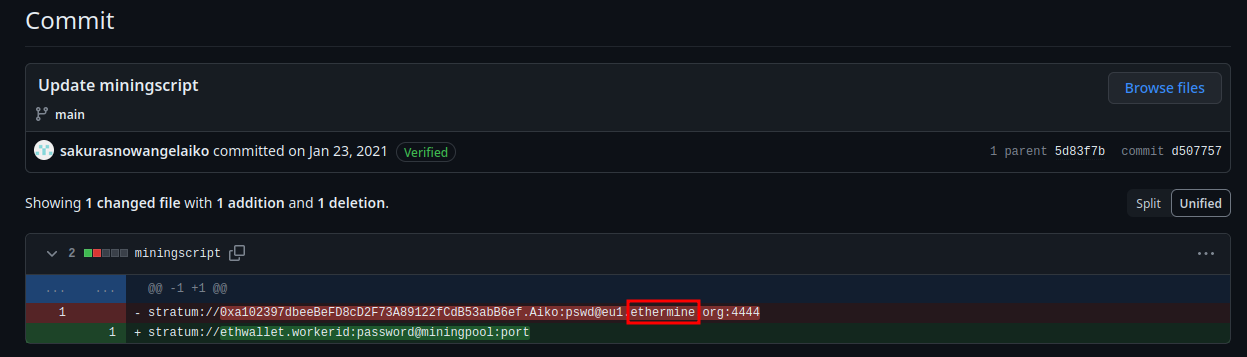 Commit
Update miningscript
Browse files
main
sakurasnowangelaiko committed on Jan 23, 2021 Verified
1 parent 5d83f7b commit d507757
Showing 1 changed file with 1 addition and 1 deletion.
Split Unified
2 miningscript
... ... @@ -1 +1 @@
1 - stratum://0xa102397dbeeBeFD8cD2F73A89122fCdB53abB6ef.Aiko:pswd@eu1.ethermine.org:4444
1 + stratum://ethwallet.workerid:password@miningpool:port